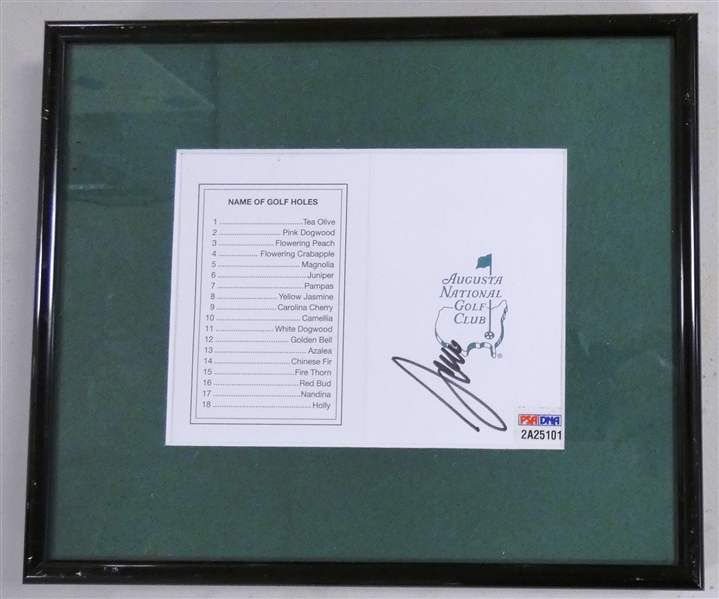 NAME OF GOLF HOLES
1 ........................................Tea Olive
2 .............................. Pink Dogwood
3 .......................... Flowering Peach
4 .................... Flowering Crabapple
5 ...................................... Magnolia
6 ......................................... Juniper
7 ....................................... Pampas
8 ............................ Yellow Jasmine
9 ............................ Carolina Cherry
10 ....................................... Camellia
11 .......................... White Dogwood
12 ................................. Golden Bell
13 ......................................... Azalea
14 ................................. Chinese Fir
15 ................................... Fire Thorn
16 ..................................... Red Bud
17 ...................................... Nandina
18 ........................................... Holly
AUGUSTA
NATIONAL
GOLF
CLUB
®
PSA DNA
2A25101